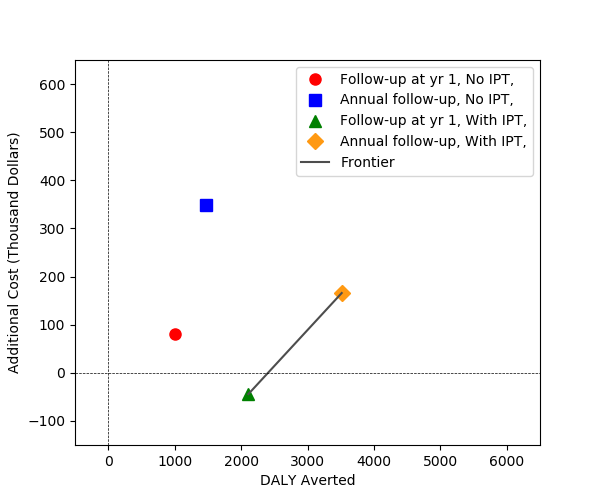 Follow-up at yr 1, No IPT,
Annual follow-up, No IPT,
Follow-up at yr 1, With IPT,
Annual follow-up, With IPT,
Frontier
Additional Cost (Thousand Dollars)
600
500
400
300
200
100
0
−100
0 1000 2000 3000 4000 5000 6000
DALY Averted